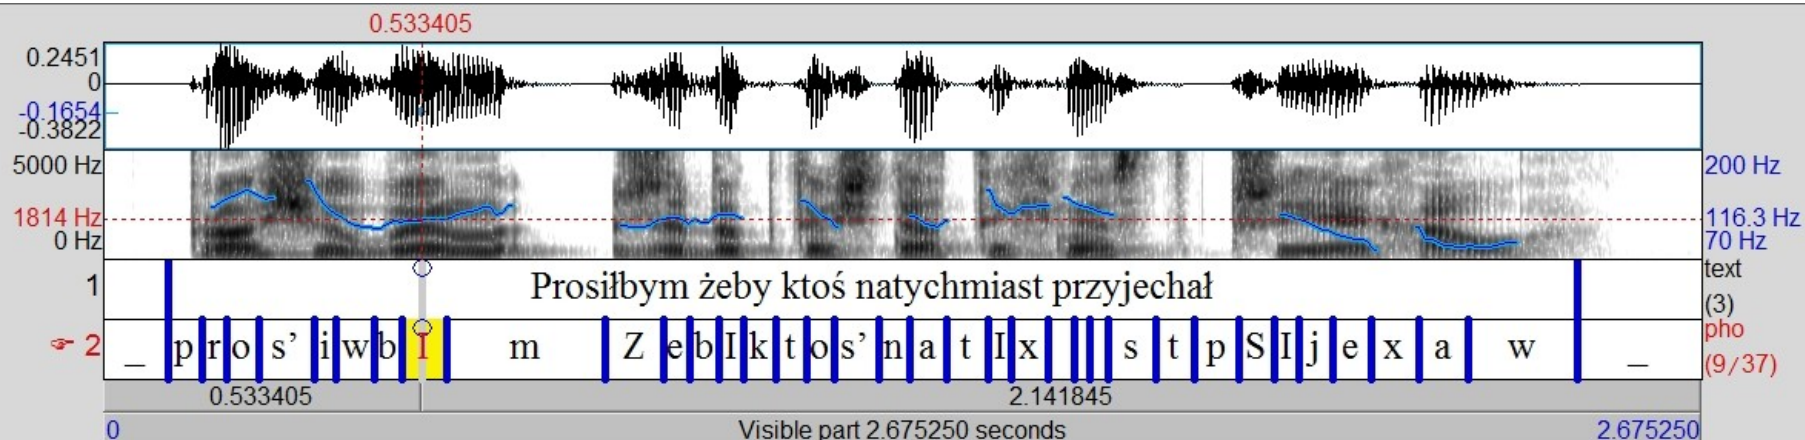 0.533405
0.2451
0
-0.1654
-0.3822
5000 Hz
1814 Hz
0 Hz
200 Hz
116.3 Hz
70 Hz
1 Prosiłbym żeby ktoś natychmiast przyjechał text (3)
☞ 2 _ p r o s' i w b I m Z e b I k t o s' n a t I x s t p S I j e x a w _ pho (9/37)
0.533405 2.141845
0 Visible part 2.675250 seconds 2.675250